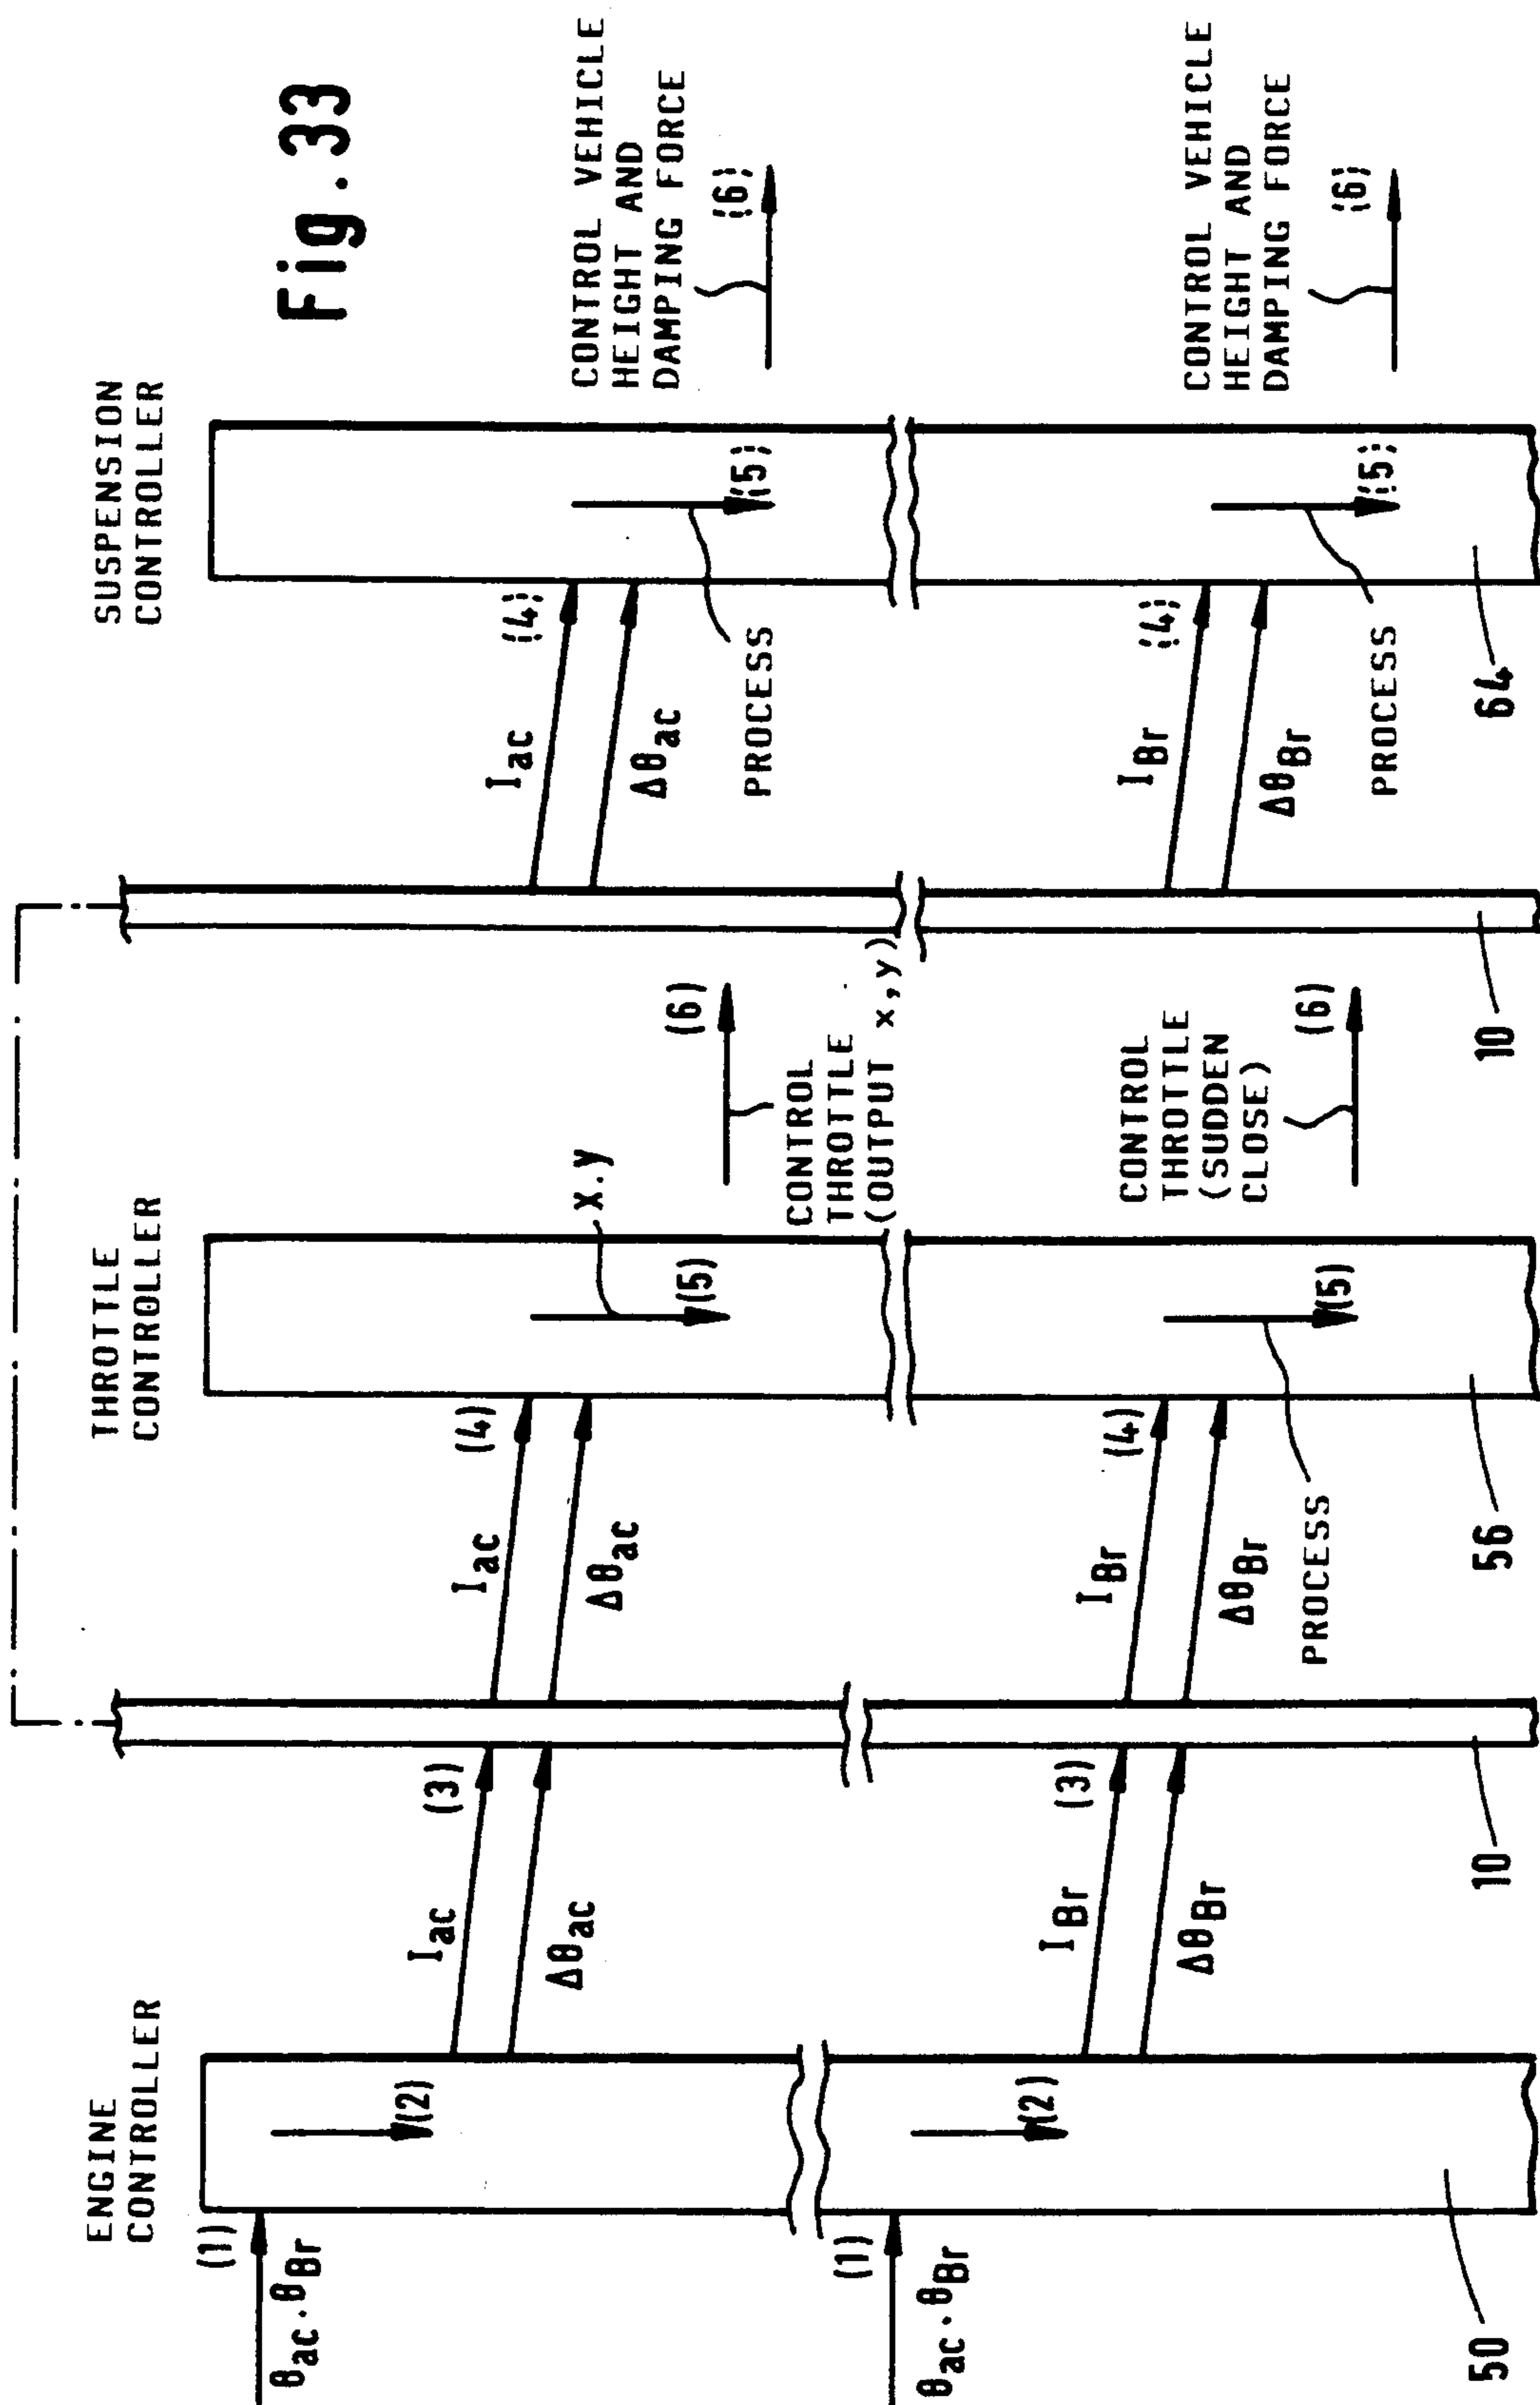 Fig.33
ENGINE
CONTROLLER
THROTTLE
CONTROLLER
SUSPENSION
CONTROLLER
(1)
θac·θBr
(2)
Iac
Δθac
(3)
Iac
Δθac
(4)
X.y
(5)
(6)
CONTROL
THROTTLE
(OUTPUT x,y)
Iac
Δθac
(4)
PROCESS
(5)
CONTROL VEHICLE
HEIGHT AND
DAMPING FORCE
(6)
(1)
θac·θBr
(2)
IBr
ΔθBr
(3)
IBr
ΔθBr
(4)
PROCESS
(5)
CONTROL
THROTTLE
(SUDDEN
CLOSE)
(6)
IBr
ΔθBr
(4)
PROCESS
(5)
CONTROL VEHICLE
HEIGHT AND
DAMPING FORCE
(6)
50
10
56
10
64